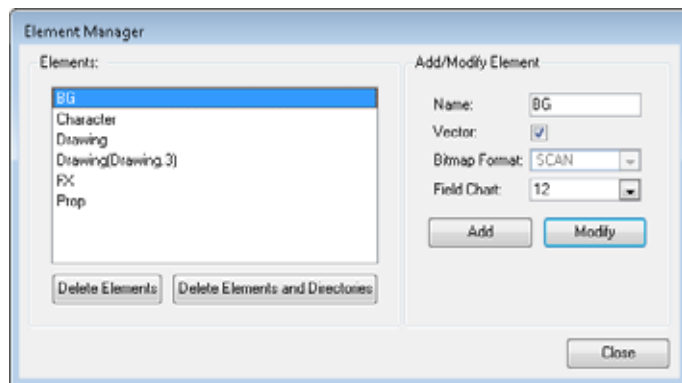 Element Manager
Elements:
BG
Character
Drawing
Drawing(Drawing.3)
FX
Prop
Delete Elements
Delete Elements and Directories
Add/Modify Element
Name: BG
Vector:
Bitmap Format: SCAN
Field Chart: 12
Add
Modify
Close